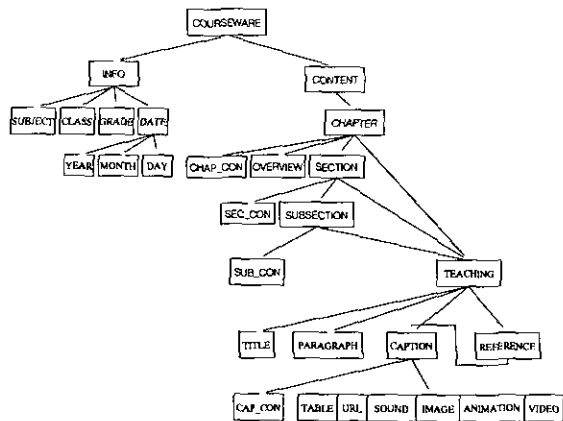 COURSEWARE
INFO
CONTENT
SUBJECT CLASS GRADE DATE
CHAPTER
YEAR MONTH DAY
CHAP_CON OVERVIEW SECTION
SEC_CON SUBSECTION
SUB_CON
TEACHING
TITLE PARAGRAPH CAPTION REFERENCE
CAP_CON TABLE URL SOUND IMAGE ANIMATION VIDEO